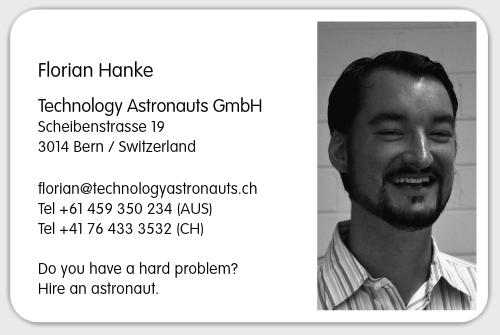 Florian Hanke
Technology Astronauts GmbH
Scheibenstrasse 19
3014 Bern / Switzerland
florian@technologyastronauts.ch
Tel +61 459 350 234 (AUS)
Tel +41 76 433 3532 (CH)
Do you have a hard problem?
Hire an astronaut.